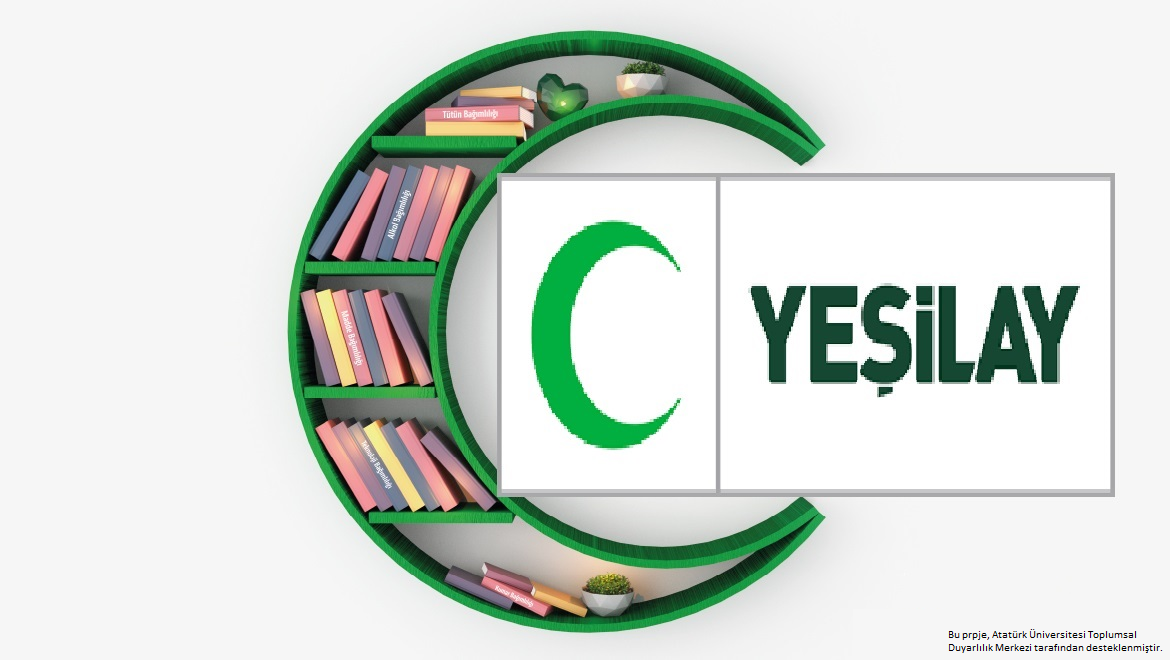 Tütün Bağımlılığı
Alkol Bağımlılığı
Madde Bağımlılığı
Teknoloji Bağımlılığı
Kumar Bağımlılığı
YEŞİLAY
Bu prpje, Atatürk Üniversitesi Toplumsal
Duyarlılık Merkezi tarafından desteklenmiştir.